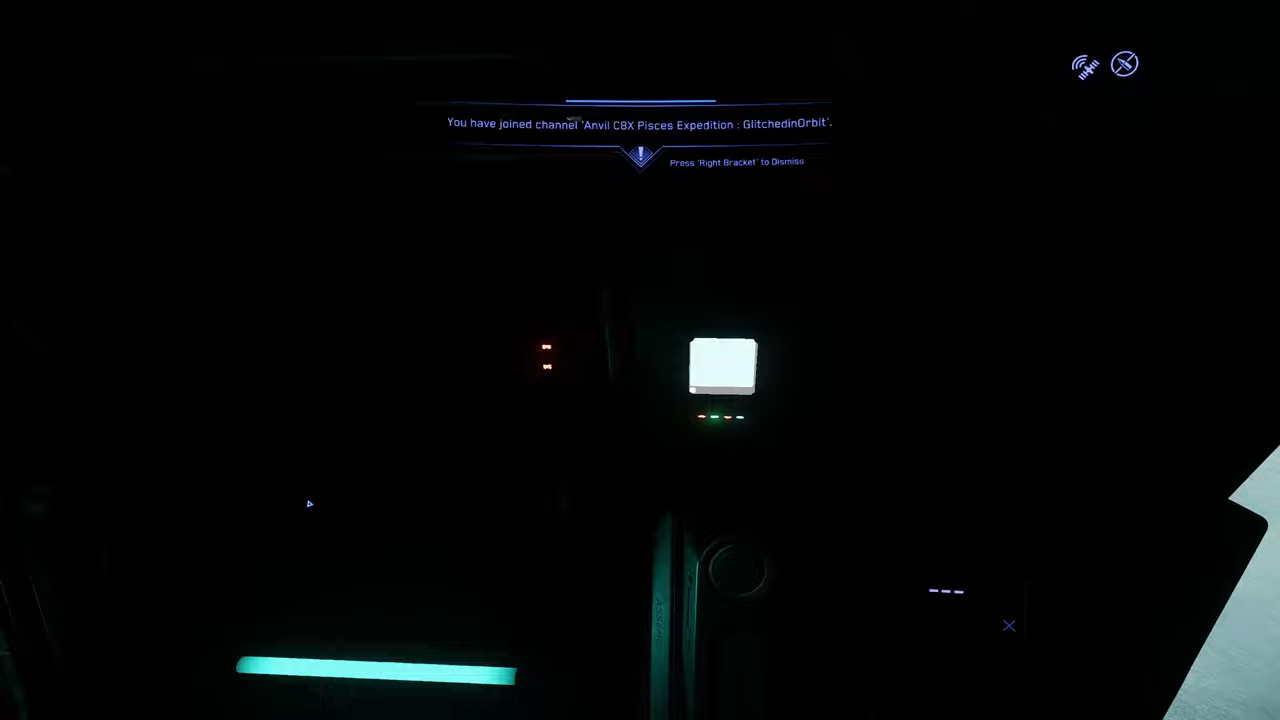 You have joined channel 'Anvil C8X Pisces Expedition : GlitchedinOrbit'.
Press 'Right Bracket' to Dismiss